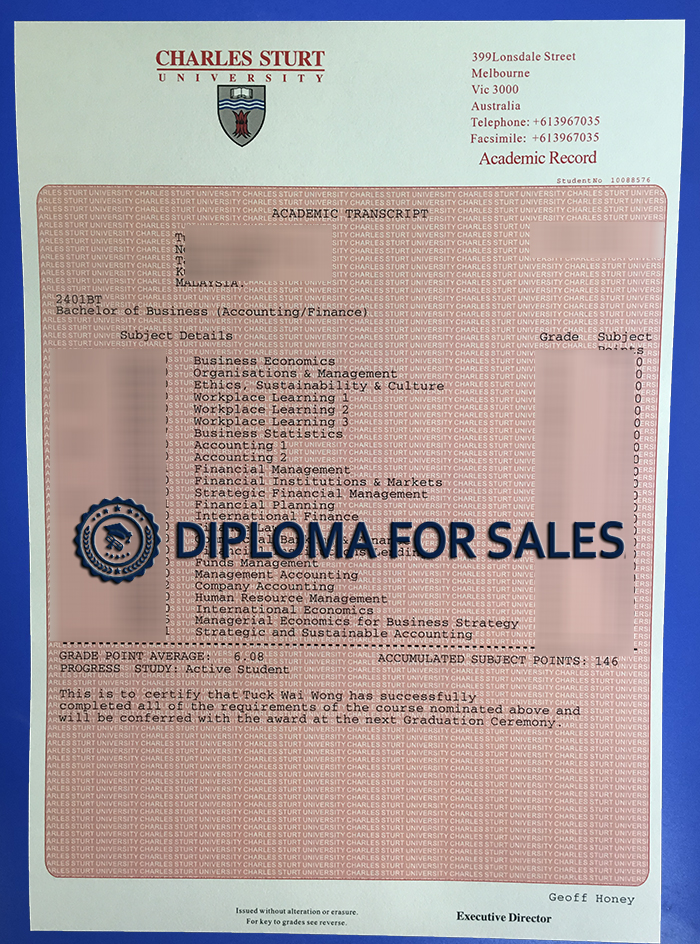 CHARLES STURT
UNIVERSITY
399Lonsdale Street
Melbourne
Vic 3000
Australia
Telephone: +613967035
Facsimile: +613967035
Academic Record
StudentNo 10088576
ACADEMIC TRANSCRIPT
MALAYSIA.
2401BT
Bachelor of Business (Accounting/Finance)
Subject Details Grade Subject
Points
Business Economics
Organisations & Management
Ethics, Sustainability & Culture
Workplace Learning 1
Workplace Learning 2
Workplace Learning 3
Business Statistics
Accounting 1
Accounting 2
Financial Management
Financial Institutions & Markets
Strategic Financial Management
Financial Planning
International Finance
DIPLOMA FOR SALES
Funds Management
Management Accounting
Company Accounting
Human Resource Management
International Economics
Managerial Economics for Business Strategy
Strategic and Sustainable Accounting
GRADE POINT AVERAGE: 6.08 ACCUMULATED SUBJECT POINTS: 146
PROGRESS STUDY: Active Student
This is to certify that Tuck Wai Wong has successfully
completed all of the requirements of the course nominated above and
will be conferred with the award at the next Graduation Ceremony.
Geoff Honey
Issued without alteration or erasure.
For key to grades see reverse.
Executive Director